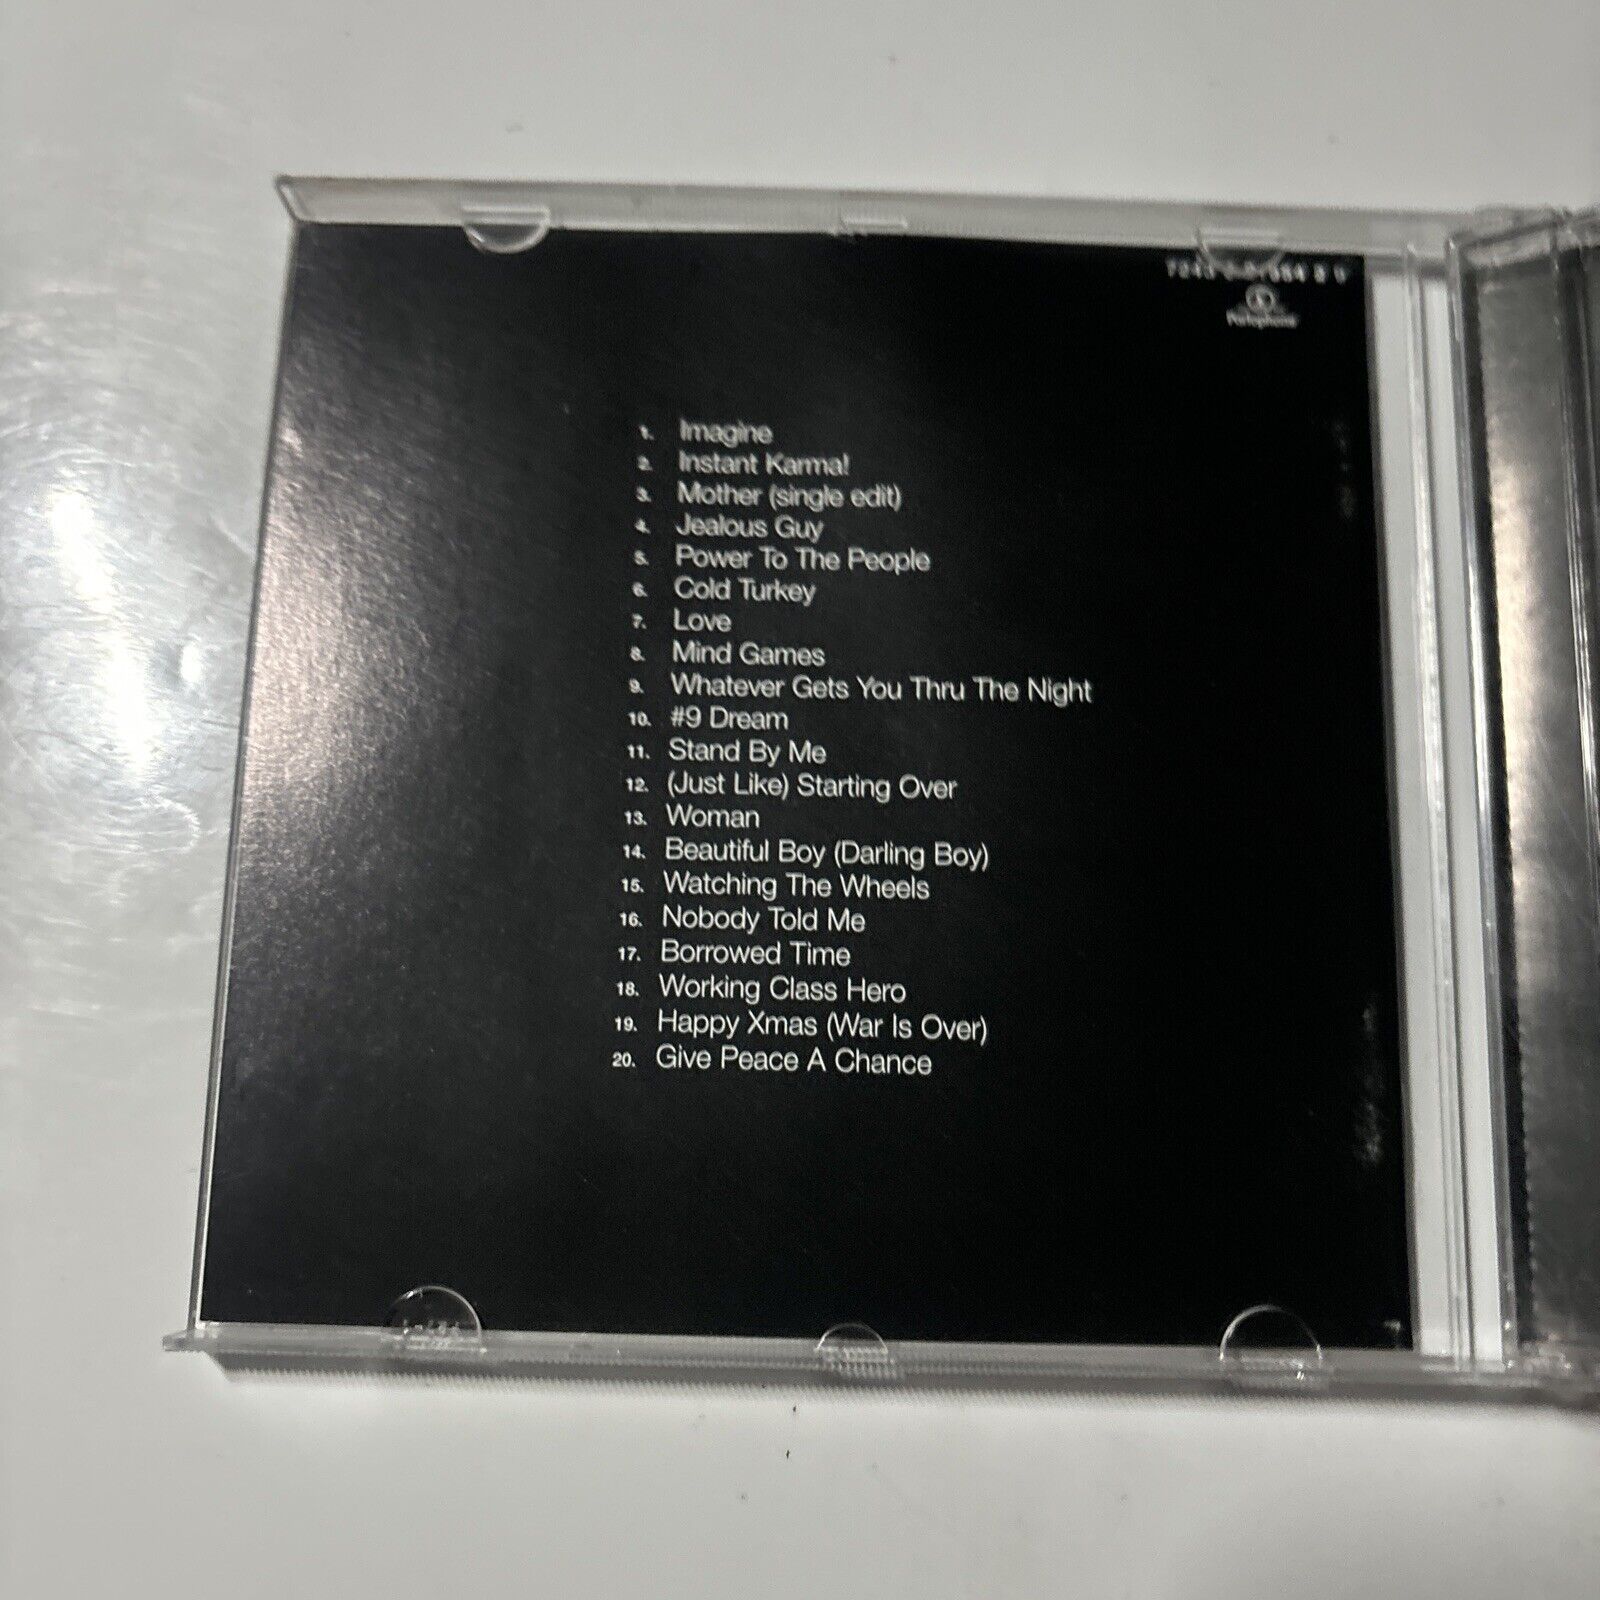 Parlophone
1. Imagine
2. Instant Karma!
3. Mother (single edit)
4. Jealous Guy
5. Power To The People
6. Cold Turkey
7. Love
8. Mind Games
9. Whatever Gets You Thru The Night
10. #9 Dream
11. Stand By Me
12. (Just Like) Starting Over
13. Woman
14. Beautiful Boy (Darling Boy)
15. Watching The Wheels
16. Nobody Told Me
17. Borrowed Time
18. Working Class Hero
19. Happy Xmas (War Is Over)
20. Give Peace A Chance